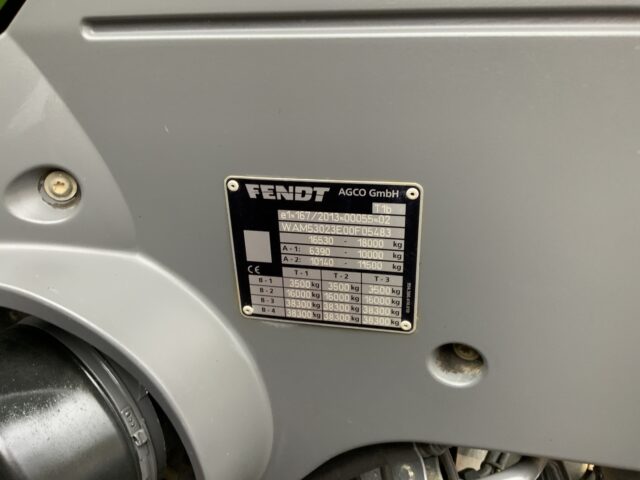 FENDT AGCO GmbH
T1b
e1*167/2013*00055*02
WAM53023E00F05483
16530 - 18000 kg
A - 1: 6390 - 10000 kg
A - 2: 10140 - 11500 kg
CE T - 1 T - 2 T - 3
B - 1 3500 kg 3500 kg 3500 kg
B - 2 16000 kg 16000 kg 16000 kg
B - 3 38300 kg 38300 kg 38300 kg
B - 4 38300 kg 38300 kg 38300 kg